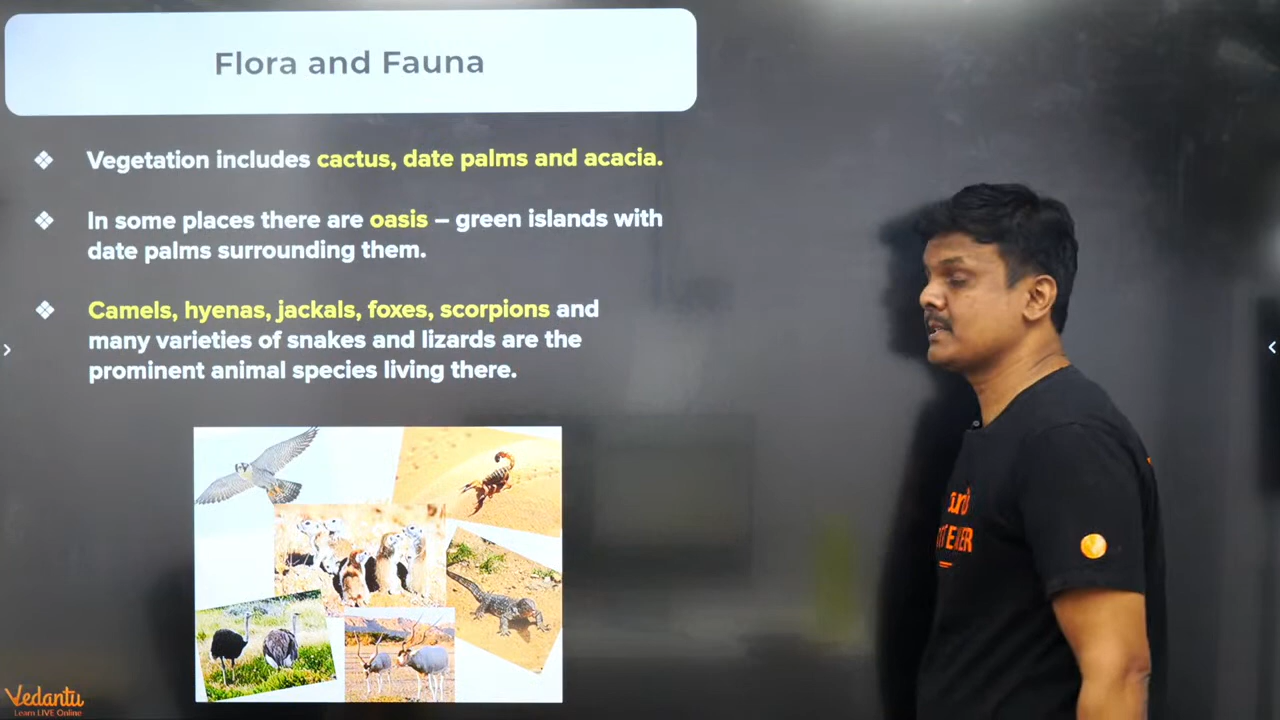 Flora and Fauna
❖ Vegetation includes cactus, date palms and acacia.
❖ In some places there are oasis – green islands with
date palms surrounding them.
❖ Camels, hyenas, jackals, foxes, scorpions and
many varieties of snakes and lizards are the
prominent animal species living there.
Vedantu
Learn LIVE Online